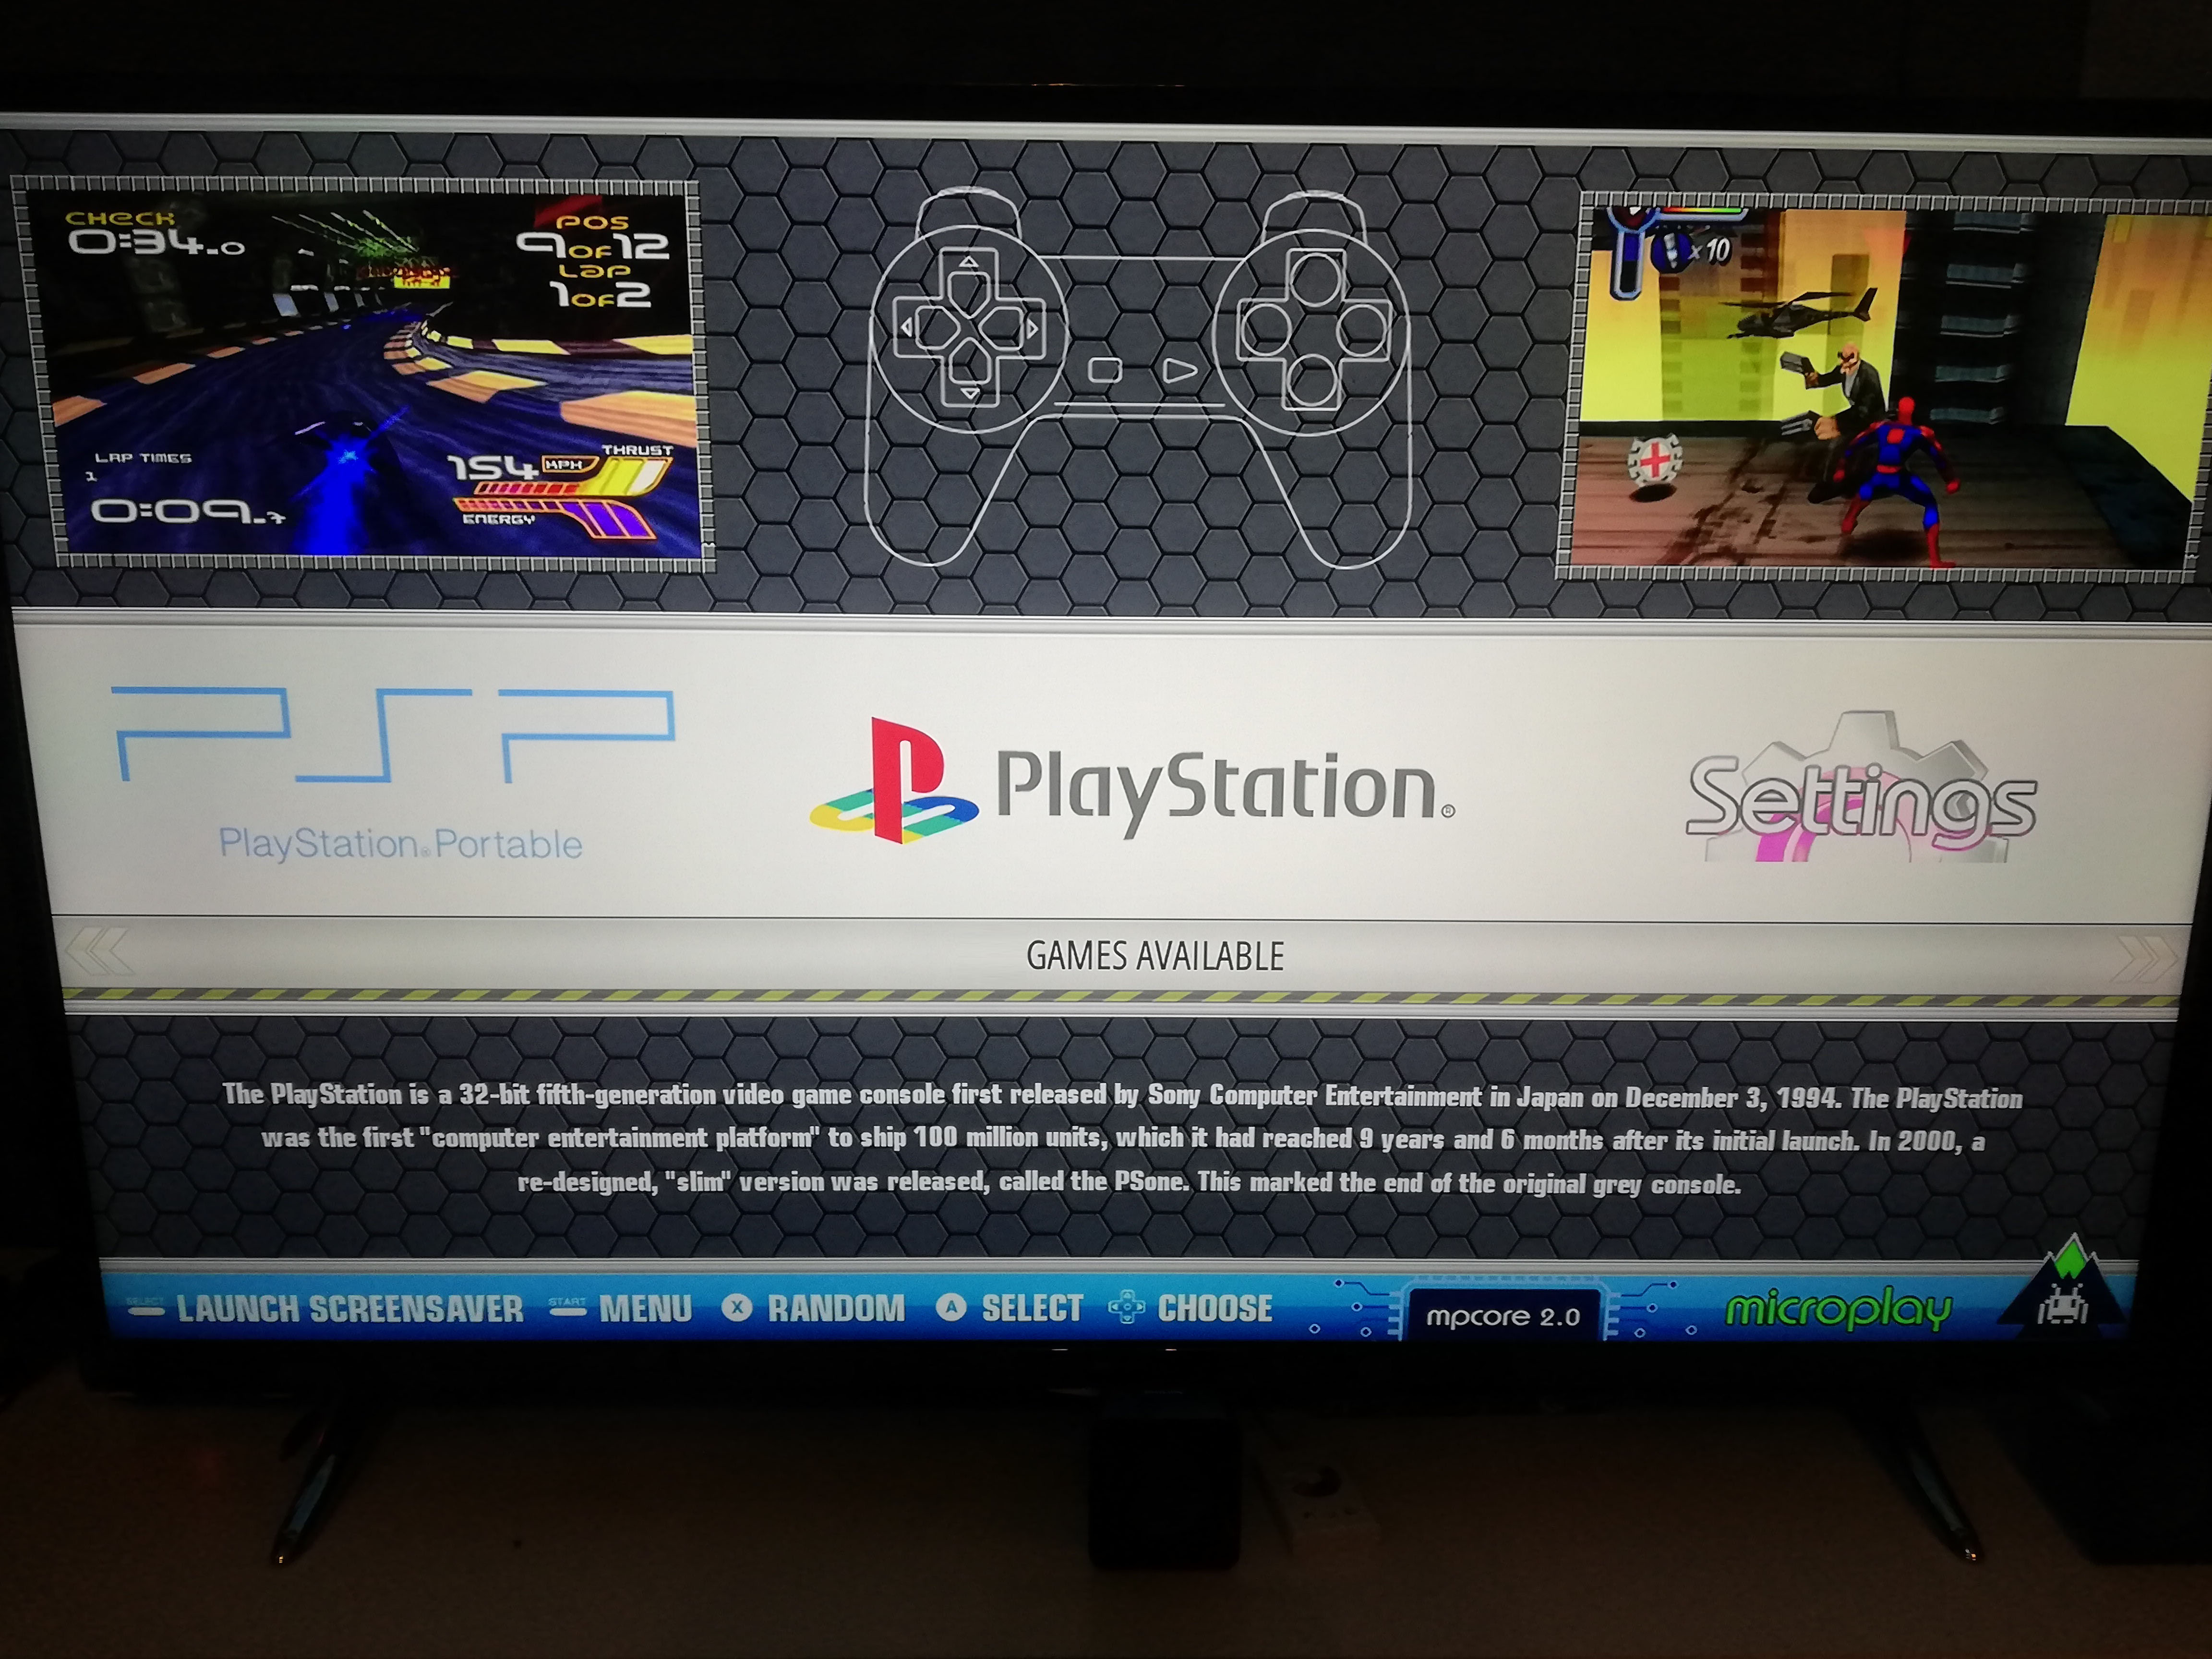 CHECK
0:34.0
POS
9 OF 12
LAP
1 OF 2
LAP TIMES
1
0:09.7
154 MPH
THRUST
ENERGY
x10
PSP
PlayStation® Portable
PlayStation®
Settings
GAMES AVAILABLE
The PlayStation is a 32-bit fifth-generation video game console first released by Sony Computer Entertainment in Japan on December 3, 1994. The PlayStation
was the first "computer entertainment platform" to ship 100 million units, which it had reached 9 years and 6 months after its initial launch. In 2000, a
re-designed, "slim" version was released, called the PSone. This marked the end of the original grey console.
SELECT LAUNCH SCREENSAVER START MENU X RANDOM A SELECT CHOOSE mpcore 2.0 microplay